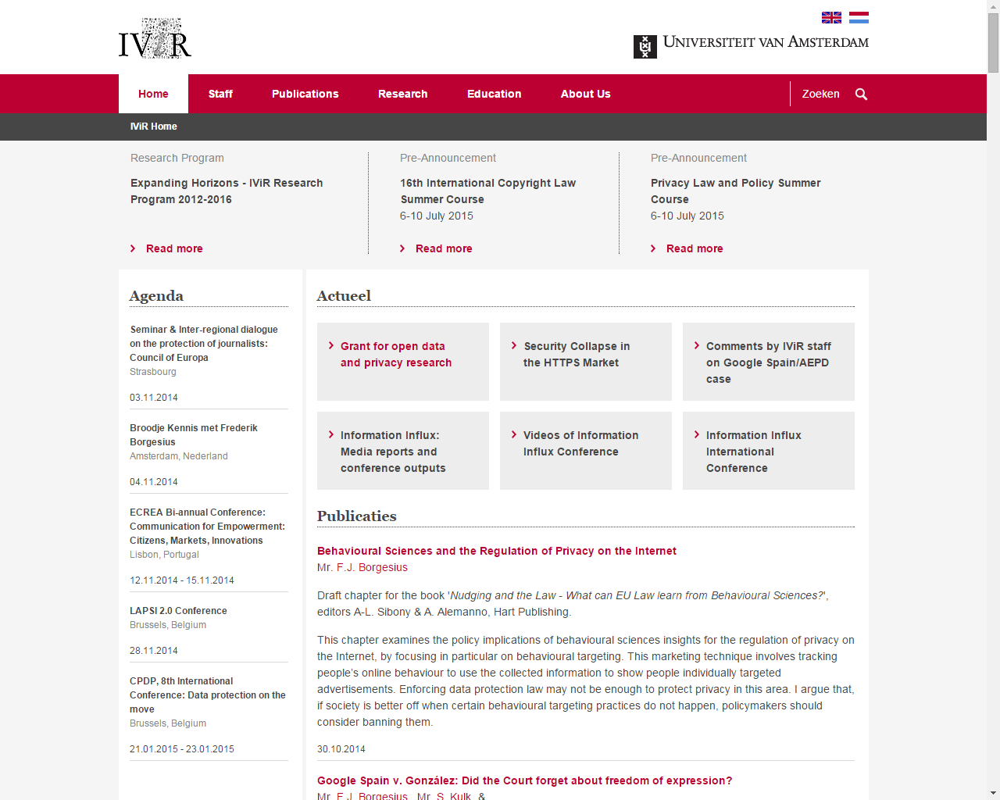 IViR
UNIVERSITEIT VAN AMSTERDAM
Home
Staff
Publications
Research
Education
About Us
Zoeken
IViR Home
Research Program
Expanding Horizons - IViR Research
Program 2012-2016
Read more
Pre-Announcement
16th International Copyright Law
Summer Course
6-10 July 2015
Read more
Pre-Announcement
Privacy Law and Policy Summer
Course
6-10 July 2015
Read more
Agenda
Seminar & Inter-regional dialogue
on the protection of journalists:
Council of Europa
Strasbourg
03.11.2014
Broodje Kennis met Frederik
Borgesius
Amsterdam, Nederland
04.11.2014
ECREA Bi-annual Conference:
Communication for Empowerment:
Citizens, Markets, Innovations
Lisbon, Portugal
12.11.2014 - 15.11.2014
LAPSI 2.0 Conference
Brussels, Belgium
28.11.2014
CPDP, 8th International
Conference: Data protection on the
move
Brussels, Belgium
21.01.2015 - 23.01.2015
Actueel
Grant for open data
and privacy research
Security Collapse in
the HTTPS Market
Comments by IViR staff
on Google Spain/AEPD
case
Information Influx:
Media reports and
conference outputs
Videos of Information
Influx Conference
Information Influx
International
Conference
Publicaties
Behavioural Sciences and the Regulation of Privacy on the Internet
Mr. F.J. Borgesius
Draft chapter for the book 'Nudging and the Law - What can EU Law learn from Behavioural Sciences?',
editors A-L. Sibony & A. Alemanno, Hart Publishing.
This chapter examines the policy implications of behavioural sciences insights for the regulation of privacy on
the Internet, by focusing in particular on behavioural targeting. This marketing technique involves tracking
people's online behaviour to use the collected information to show people individually targeted
advertisements. Enforcing data protection law may not be enough to protect privacy in this area. I argue that,
if society is better off when certain behavioural targeting practices do not happen, policymakers should
consider banning them.
30.10.2014
Google Spain v. González: Did the Court forget about freedom of expression?
Mr. F.J. Borgesius, Mr. S. Kulk, &